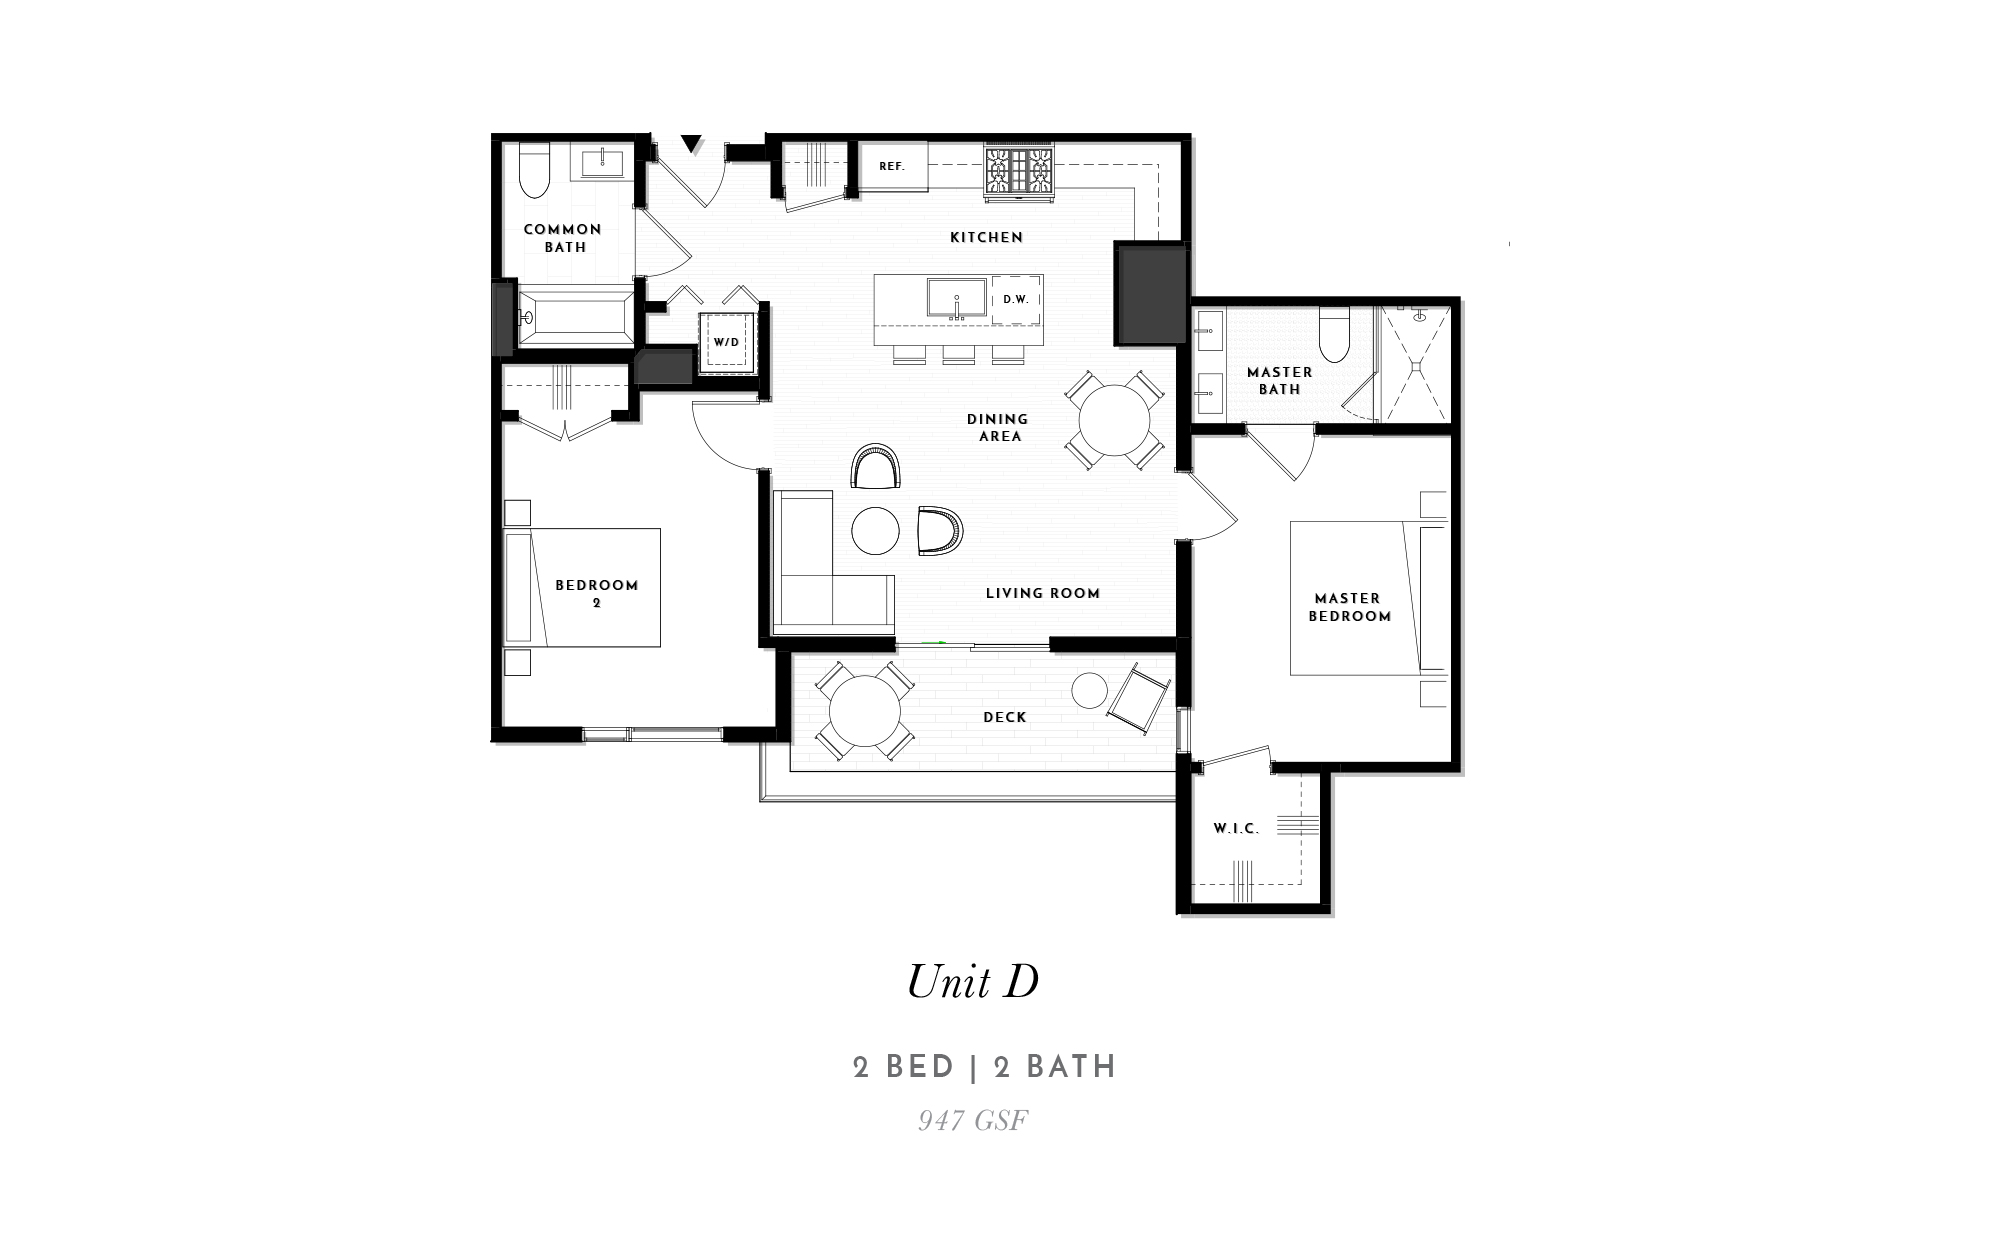 REF.
COMMON
BATH
KITCHEN
D.W.
W/D
MASTER
BATH
DINING
AREA
BEDROOM
2
LIVING ROOM
MASTER
BEDROOM
DECK
W.I.C.
Unit D
2 BED | 2 BATH
947 GSF